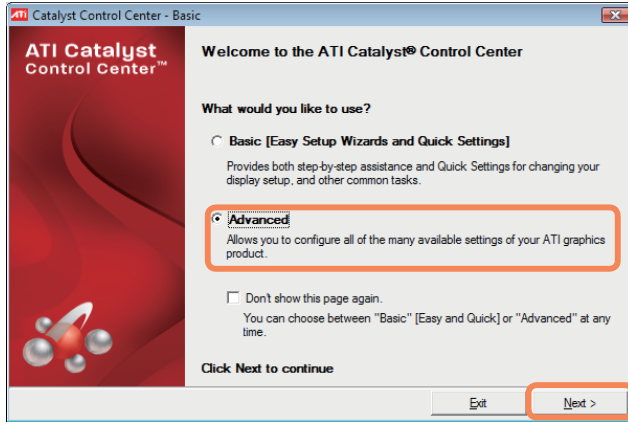 ATI Catalyst Control Center - Basic
ATI Catalyst
Control Center™
Welcome to the ATI Catalyst® Control Center
What would you like to use?
Basic [Easy Setup Wizards and Quick Settings]
Provides both step-by-step assistance and Quick Settings for changing your
display setup, and other common tasks.
Advanced
Allows you to configure all of the many available settings of your ATI graphics
product.
Don't show this page again.
You can choose between "Basic" [Easy and Quick] or "Advanced" at any
time.
Click Next to continue
Exit
Next >